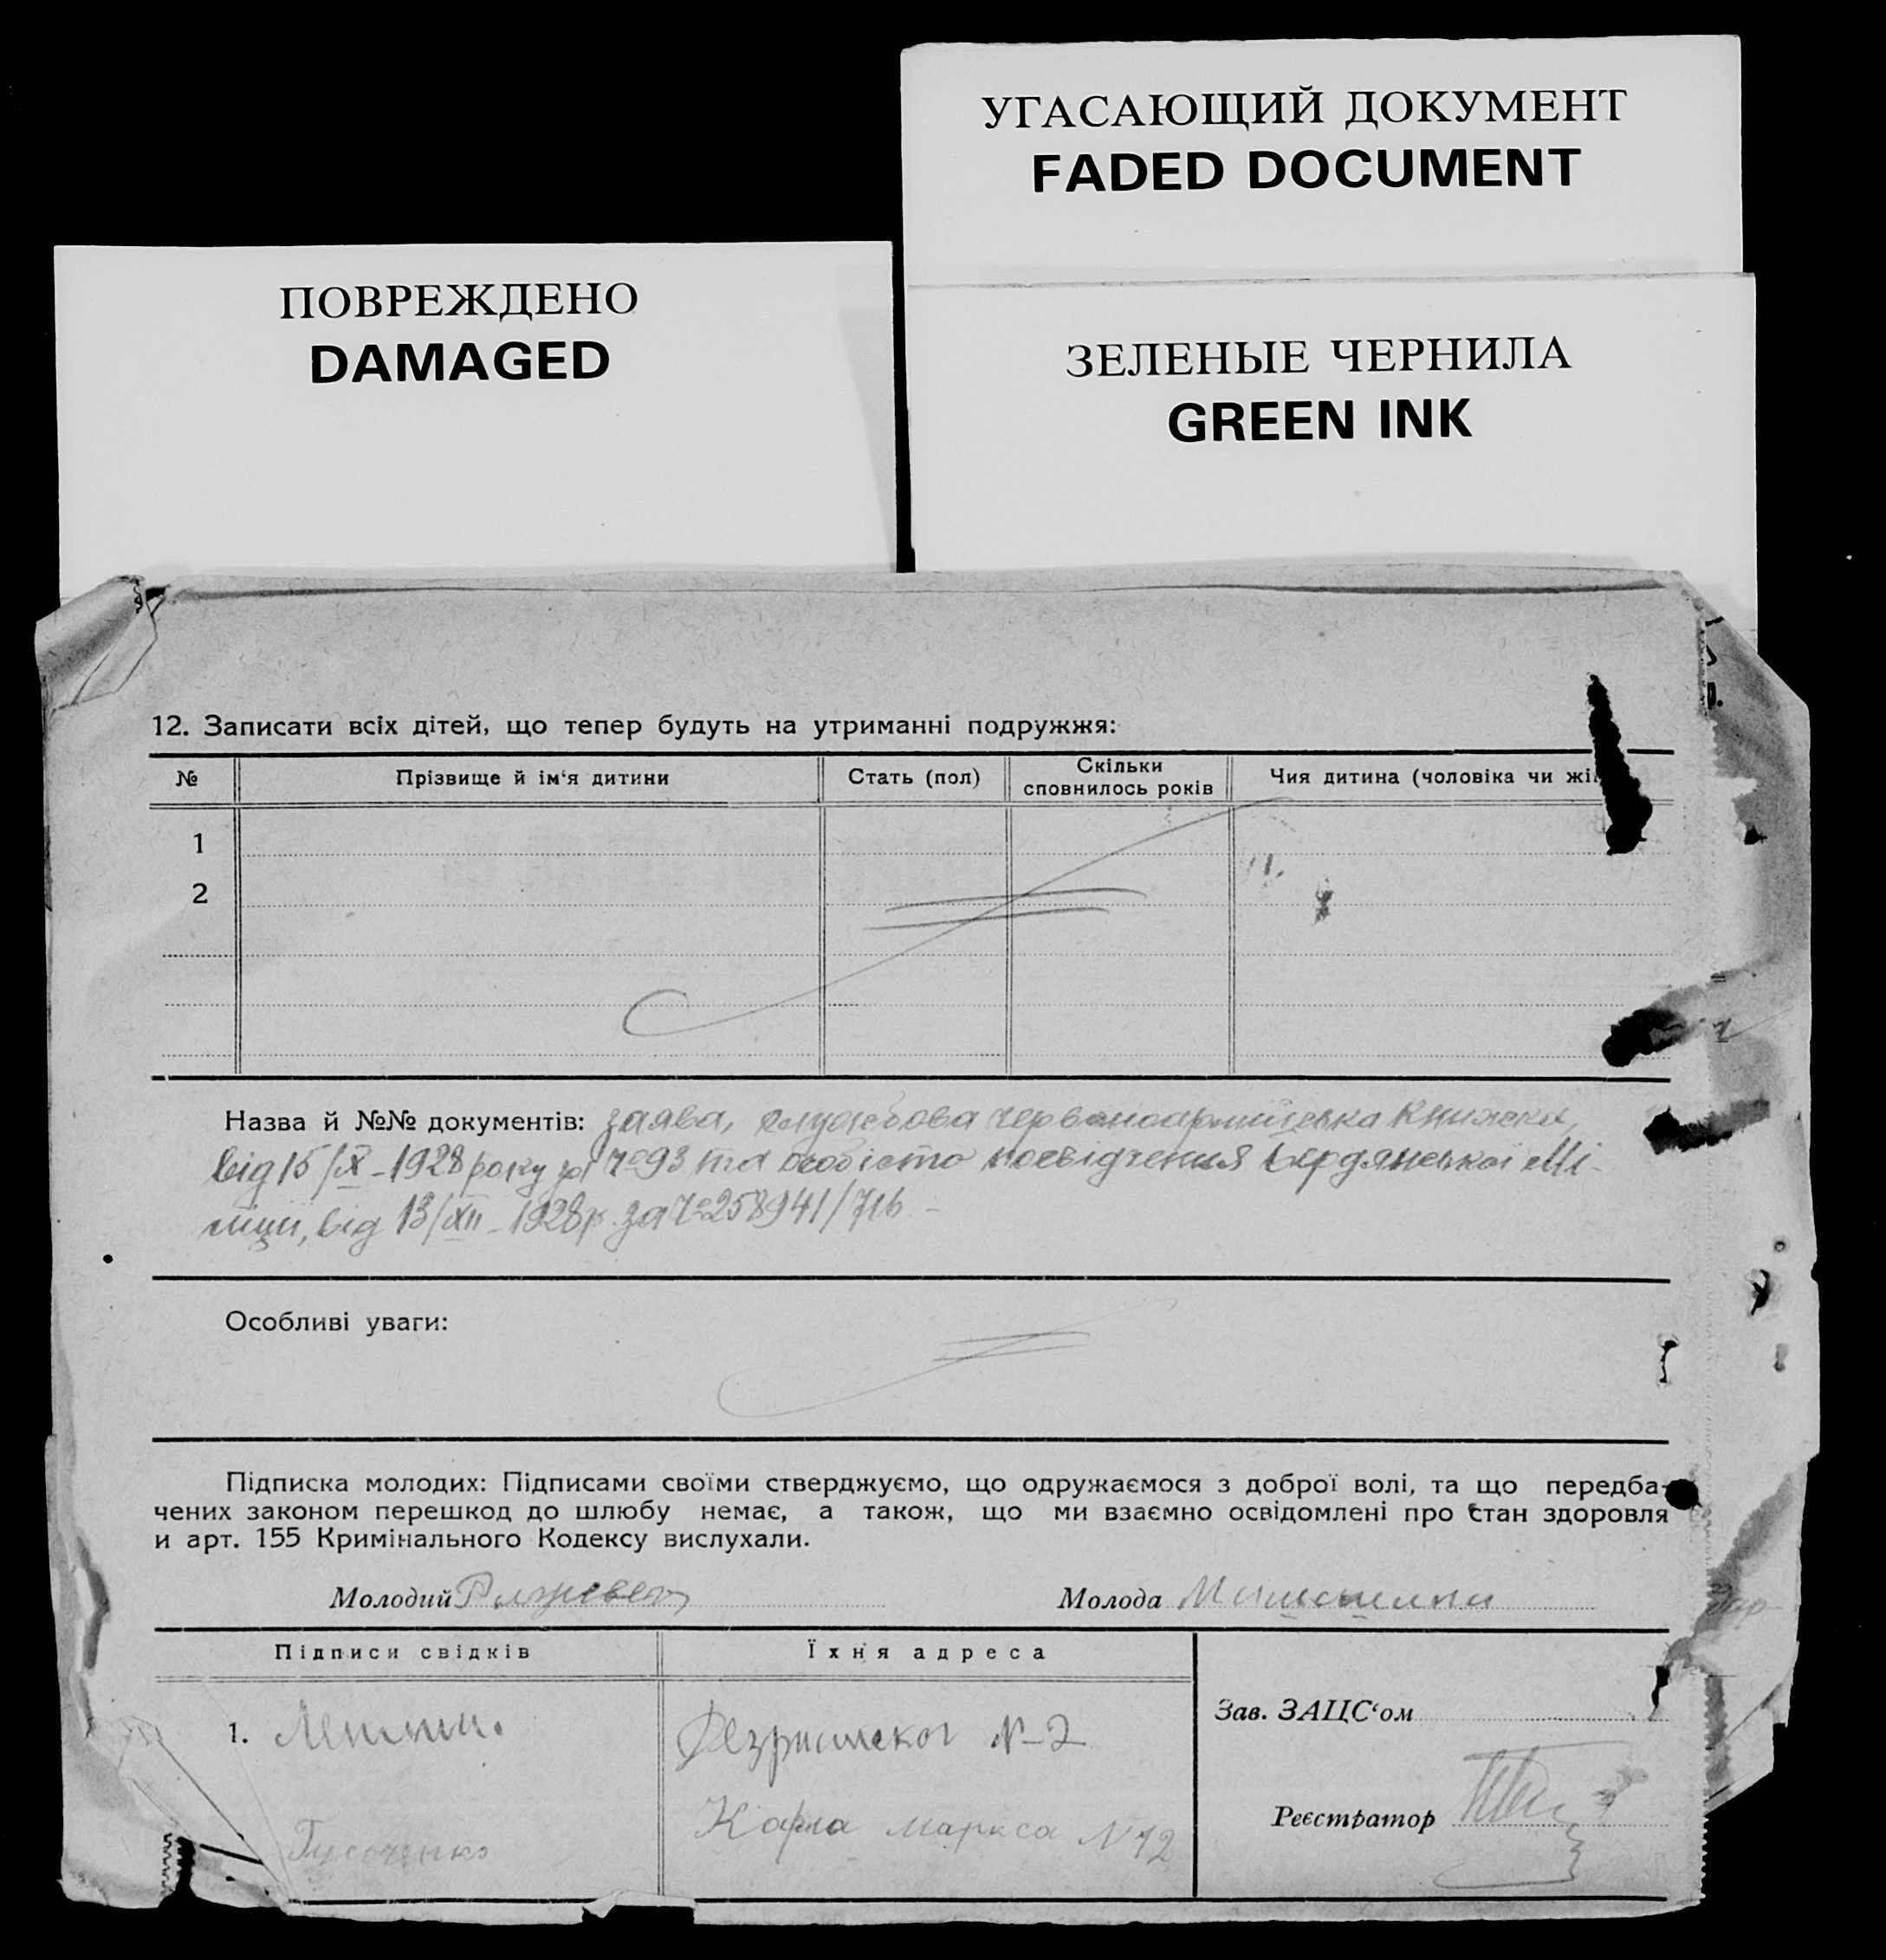 УГАСАЮЩИЙ ДОКУМЕНТ
FADED DOCUMENT
ПОВРЕЖДЕНО
DAMAGED
ЗЕЛЕНЫЕ ЧЕРНИЛА
GREEN INK
12. Записати всіх дітей, що тепер будуть на утриманні подружжя:
№ Прізвище й ім‘я дитини Стать (пол) Скільки сповнилось років Чия дитина (чоловіка чи жі
1
2
Назва й №№ документів: заява, службова червоноармійська книжка,
від 15/X-1928 року за № 93 та особісто посвідчення Бердянської Мі-
ліції, від 13/XII-1928р. за № 258941/716 -
Особливі уваги:
Підписка молодих: Підписами своїми стверджуємо, що одружаємося з доброї волі, та що передба-
чених законом перешкод до шлюбу немає, а також, що ми взаємно освідомлені про стан здоровля
и арт. 155 Кримінального Кодексу вислухали.
Молодий Молода
Підписи свідків Їхня адреса
Зав. ЗАЦС‘ом
1. №-2
Реєстратор
Карла маркса №